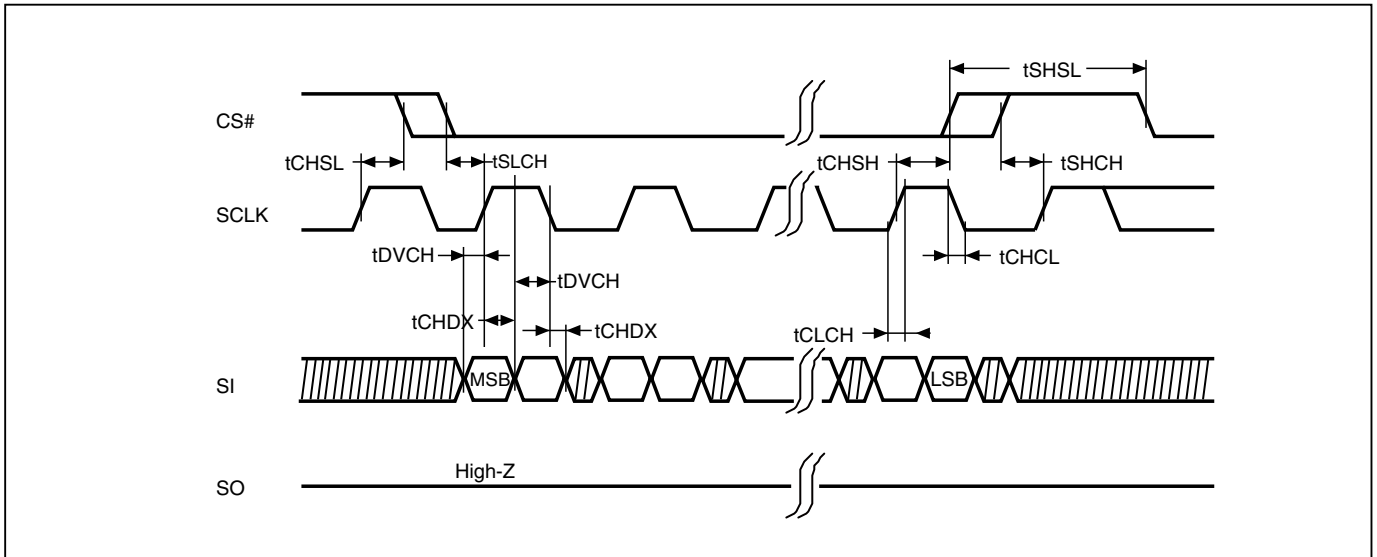 tSHSL
CS#
tCHSL
tSLCH
tCHSH
tSHCH
SCLK
tDVCH
tCHCL
tDVCH
tCHDX
tCHDX
tCLCH
SI
MSB
LSB
High-Z
SO